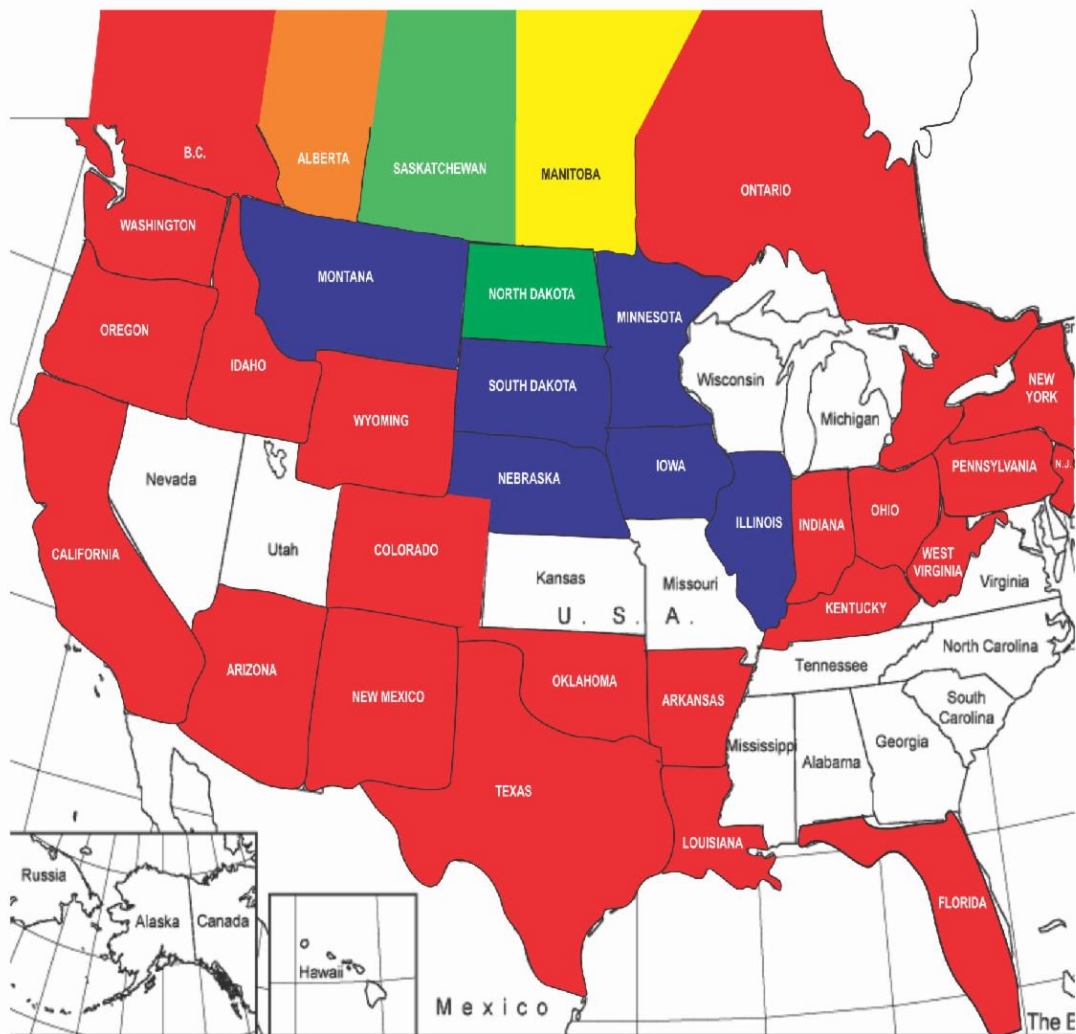 B.C.
ALBERTA
SASKATCHEWAN
MANITOBA
ONTARIO
WASHINGTON
MONTANA
NORTH DAKOTA
MINNESOTA
OREGON
IDAHO
SOUTH DAKOTA
Wisconsin
NEW
YORK
WYOMING
Michigan
NEBRASKA
IOWA
PENNSYLVANIA
N.J.
Nevada
OHIO
ILLINOIS
INDIANA
Utah
COLORADO
CALIFORNIA
WEST
VIRGINIA
Kansas
Missouri
Virginia
U. S. A.
KENTUCKY
North Carolina
Tennessee
ARIZONA
OKLAHOMA
NEW MEXICO
ARKANSAS
South
Carolina
Mississippi
Alabama
Georgia
TEXAS
LOUISIANA
Russia
FLORIDA
Alaska
Canada
Hawaii
Mexico
The